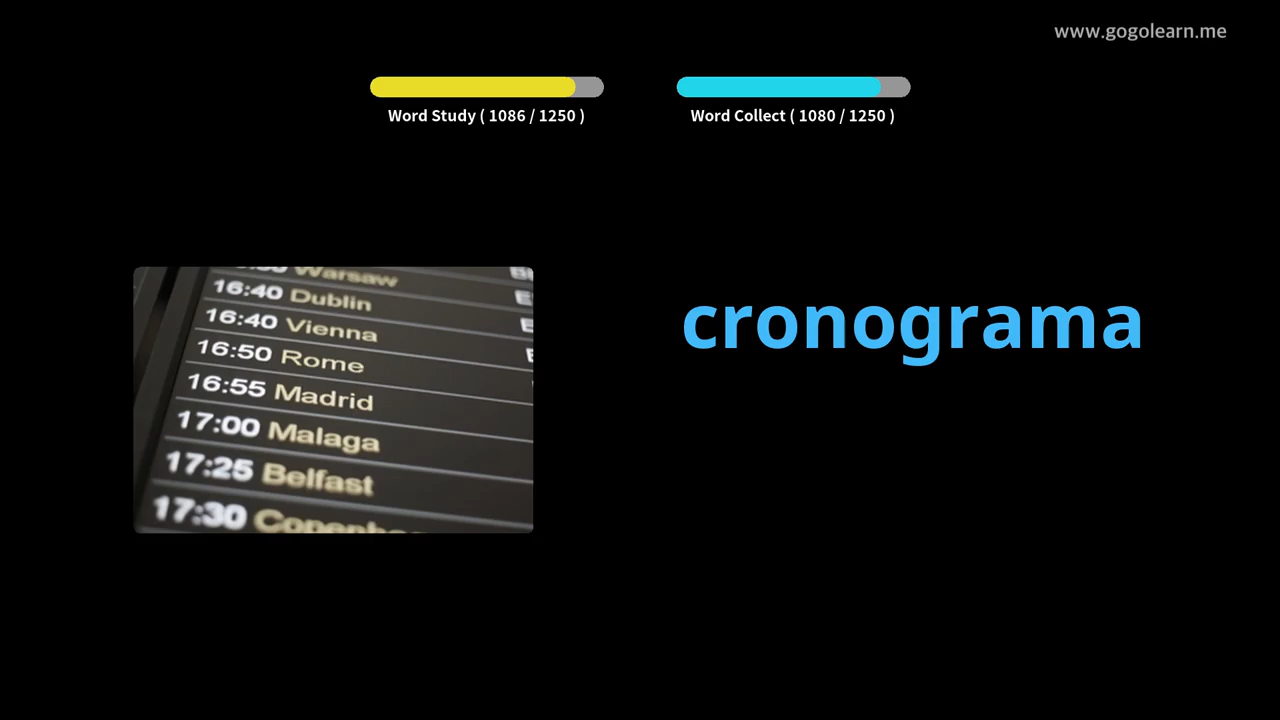 www.gogolearn.me
Word Study ( 1086 / 1250 )
Word Collect ( 1080 / 1250 )
cronograma
Warsaw
16:40 Dublin
16:40 Vienna
16:50 Rome
16:55 Madrid
17:00 Malaga
17:25 Belfast
17:30